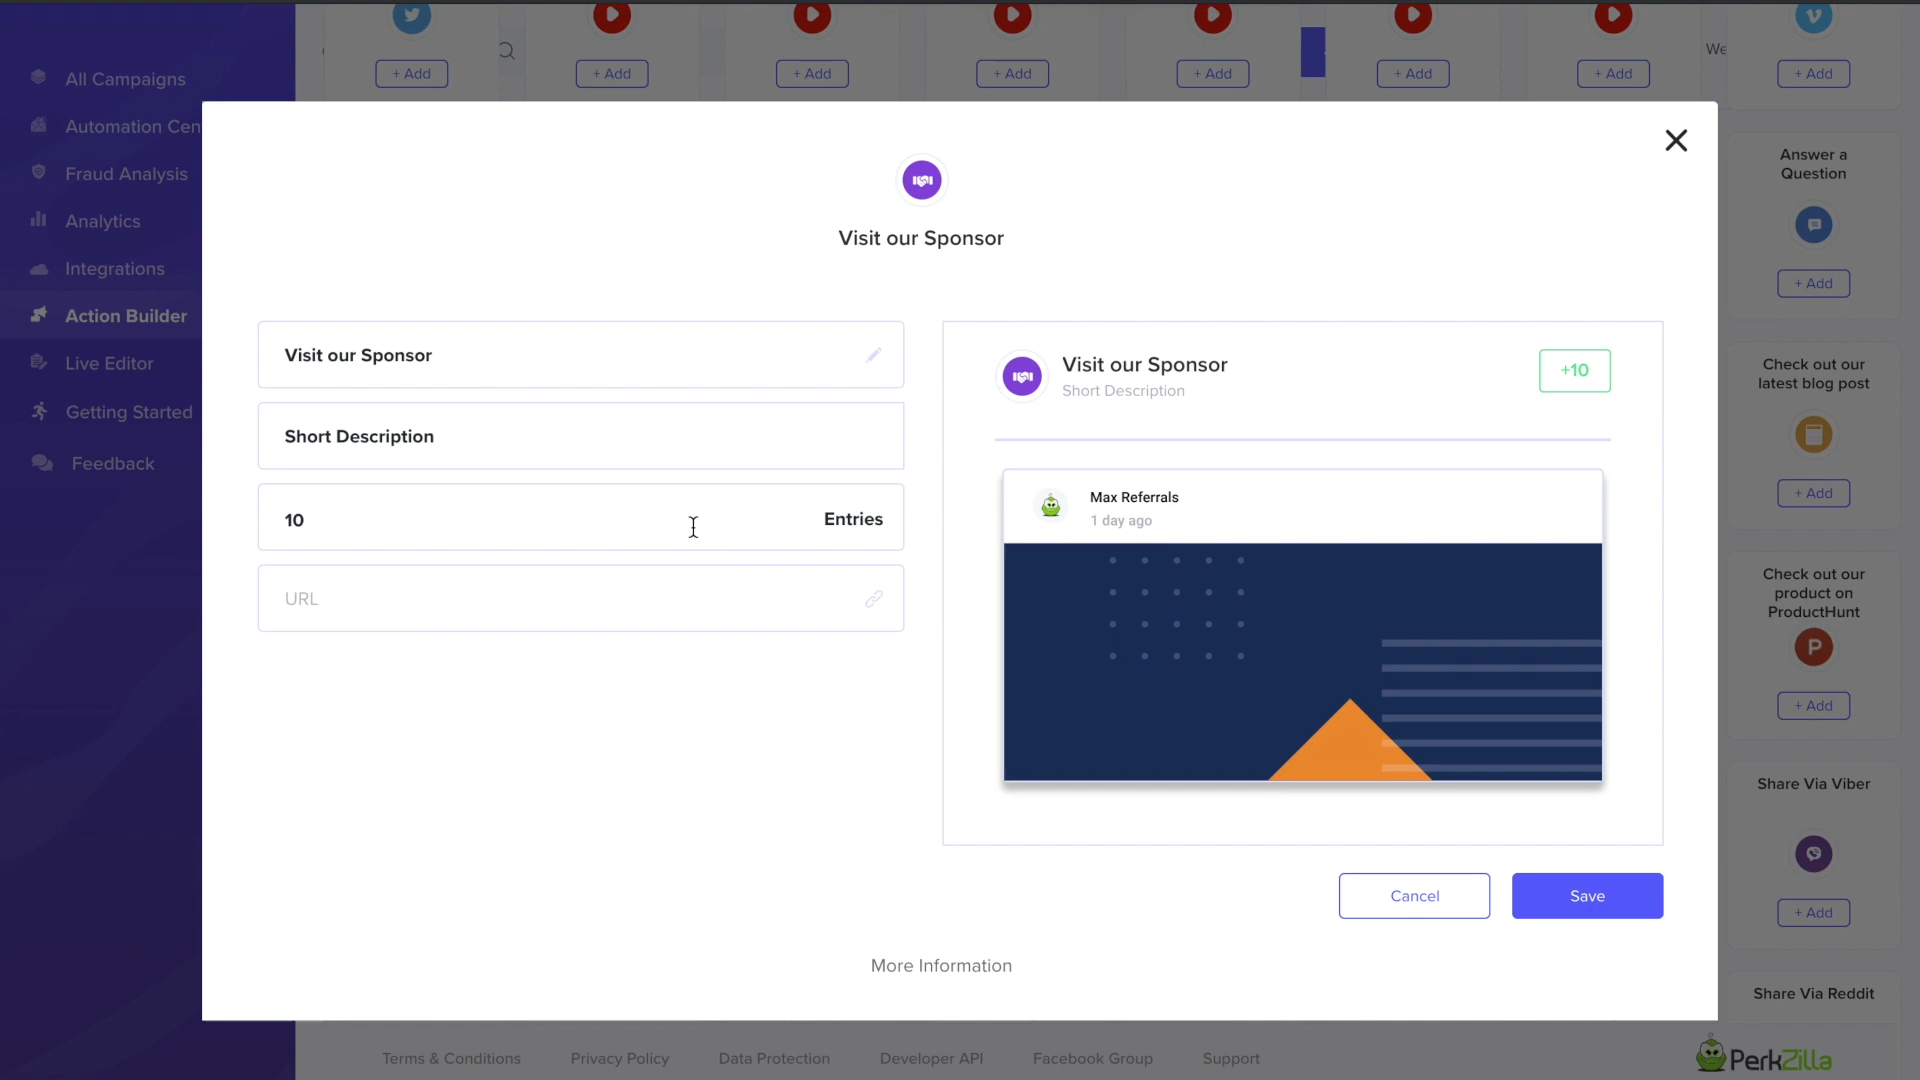 All Campaigns
Automation Cen
Fraud Analysis
Analytics
Integrations
Action Builder
Live Editor
Getting Started
Feedback
+ Add
+ Add
+ Add
+ Add
+ Add
+ Add
+ Add
We
+ Add
Visit our Sponsor
Visit our Sponsor
Short Description
10
Entries
URL
Visit our Sponsor
Short Description
+10
Max Referrals
1 day ago
Cancel
Save
More Information
Answer a
Question
+ Add
Check out our
latest blog post
+ Add
Check out our
product on
ProductHunt
P
+ Add
Share Via Viber
+ Add
Share Via Reddit
Terms & Conditions
Privacy Policy
Data Protection
Developer API
Facebook Group
Support
PerkZilla